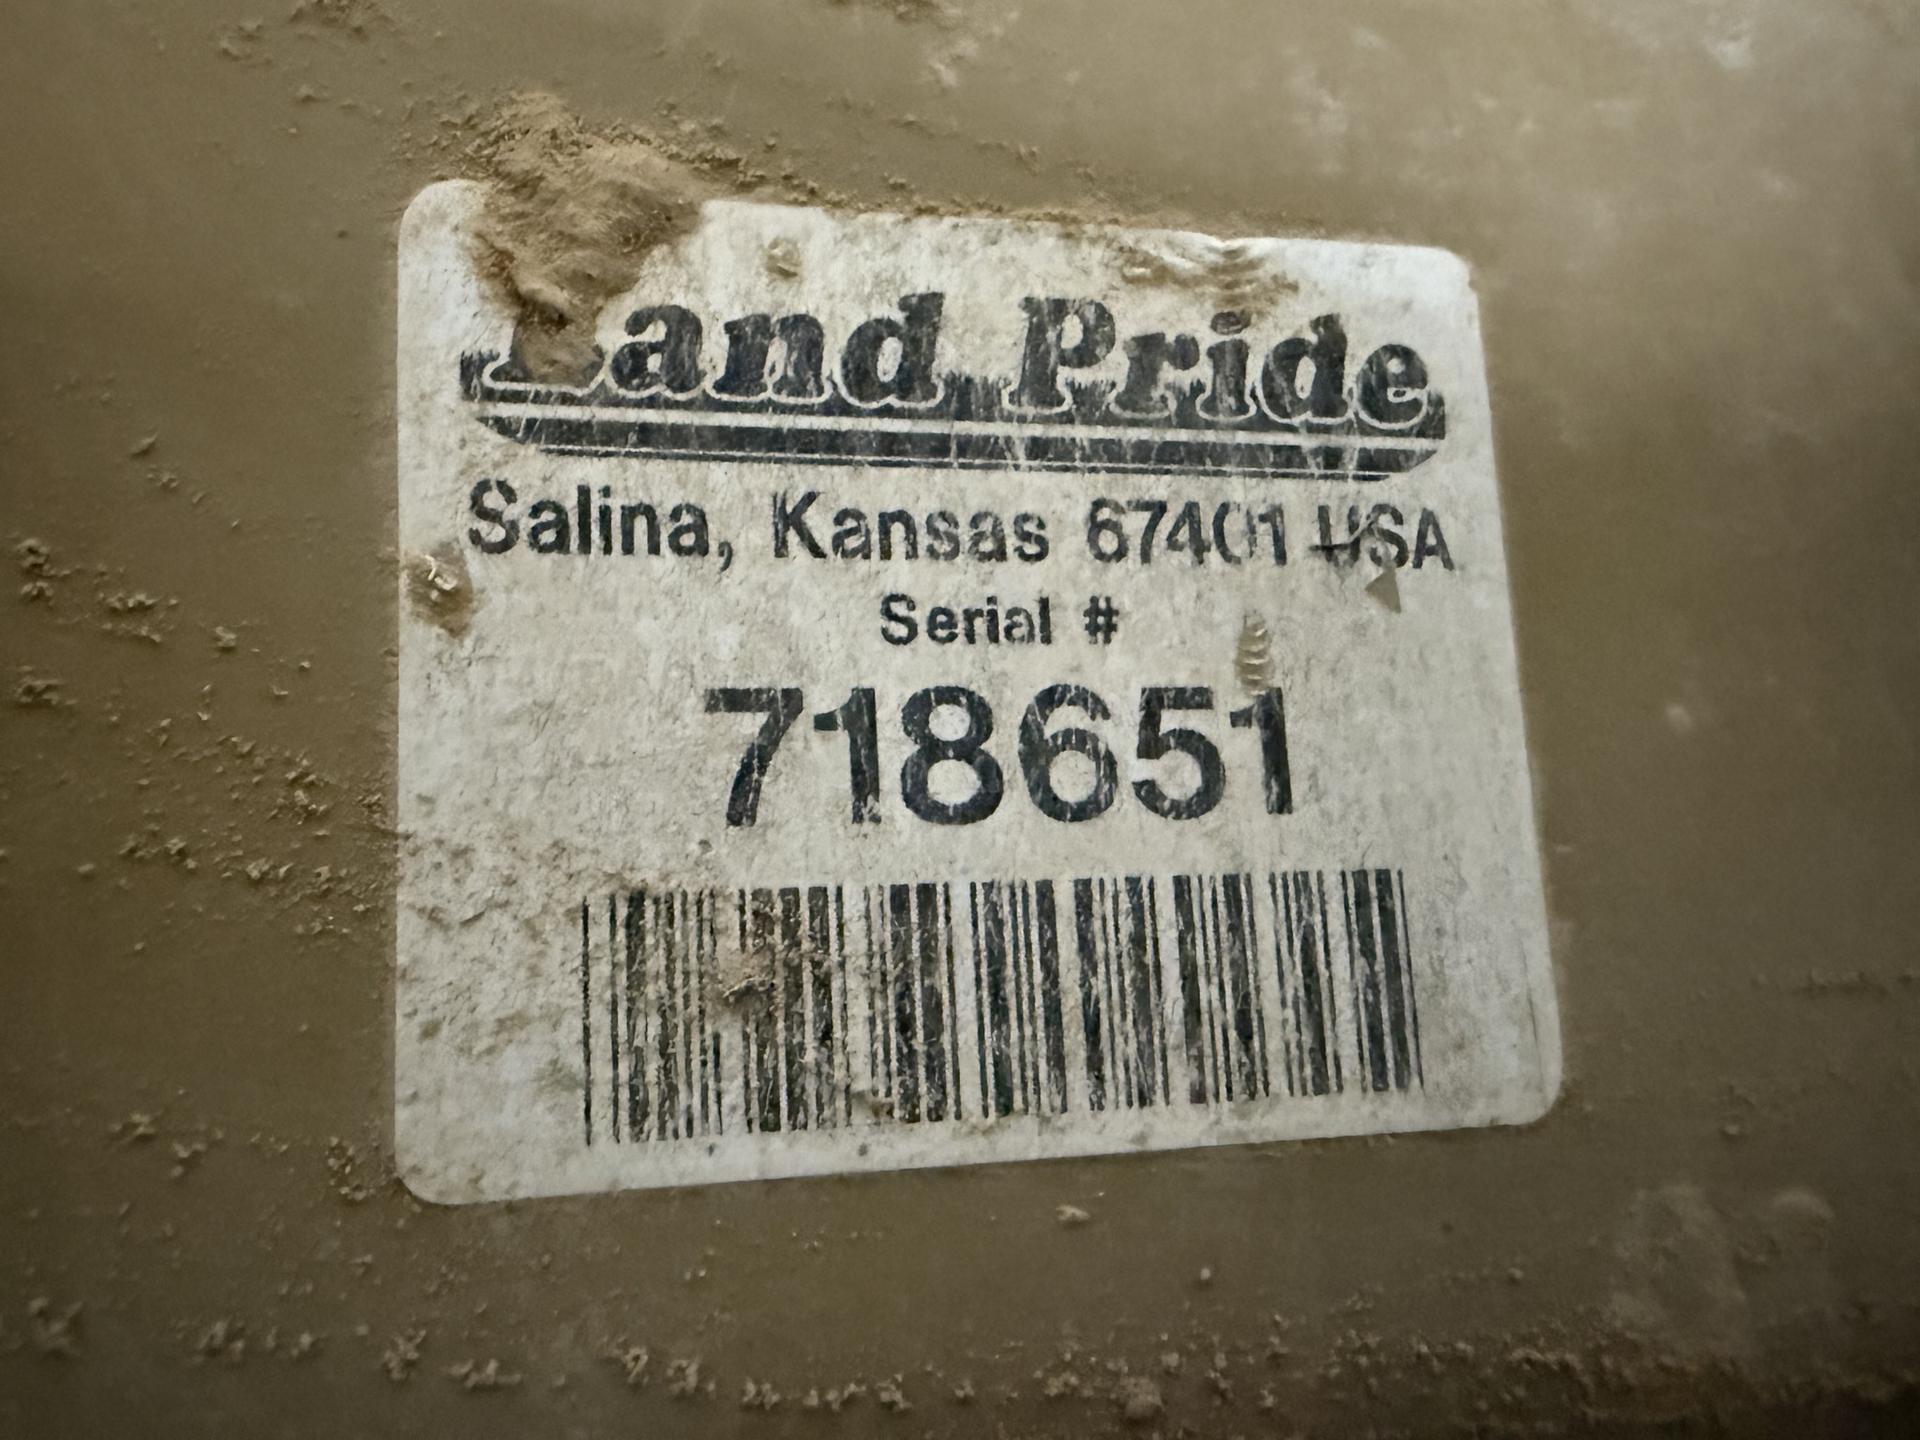 Land Pride
Salina, Kansas 67401 USA
Serial #
718651